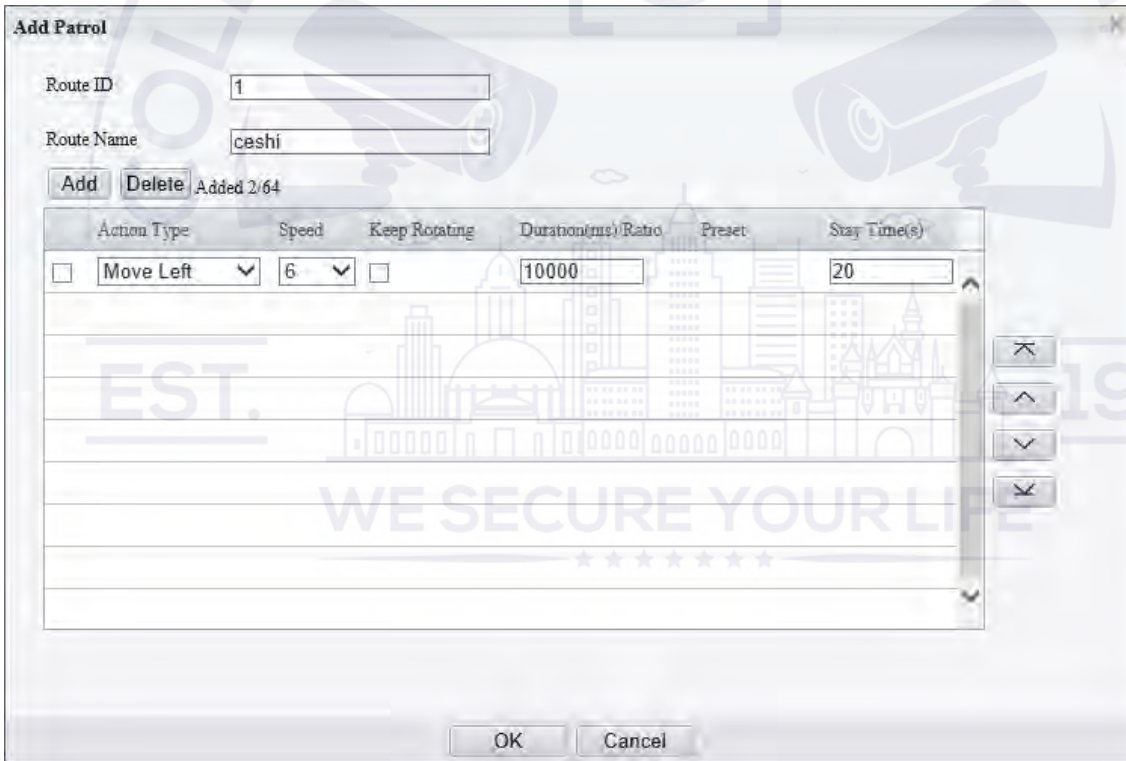 Add Patrol
Route ID 1
Route Name ceshi
Add Delete Added 2/64
Action Type Speed Keep Rotating Duration(ms)/Ratio Preset Stay Time(s)
Move Left 6 10000 20
EST. 19
WE SECURE YOUR LIFE
OK Cancel